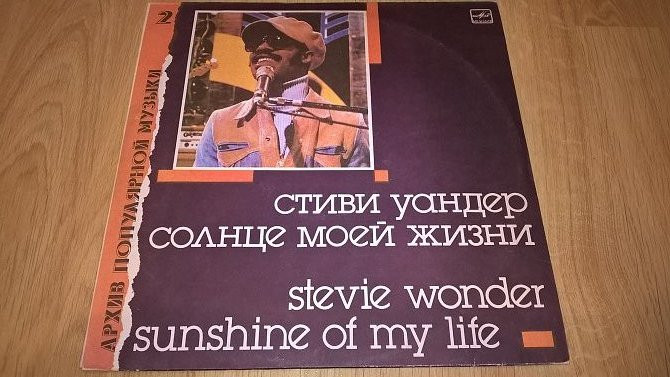 2
АРХИВ ПОПУЛЯРНОЙ МУЗЫКИ
стиви уандер
солнце моей жизни
stevie wonder
sunshine of my life